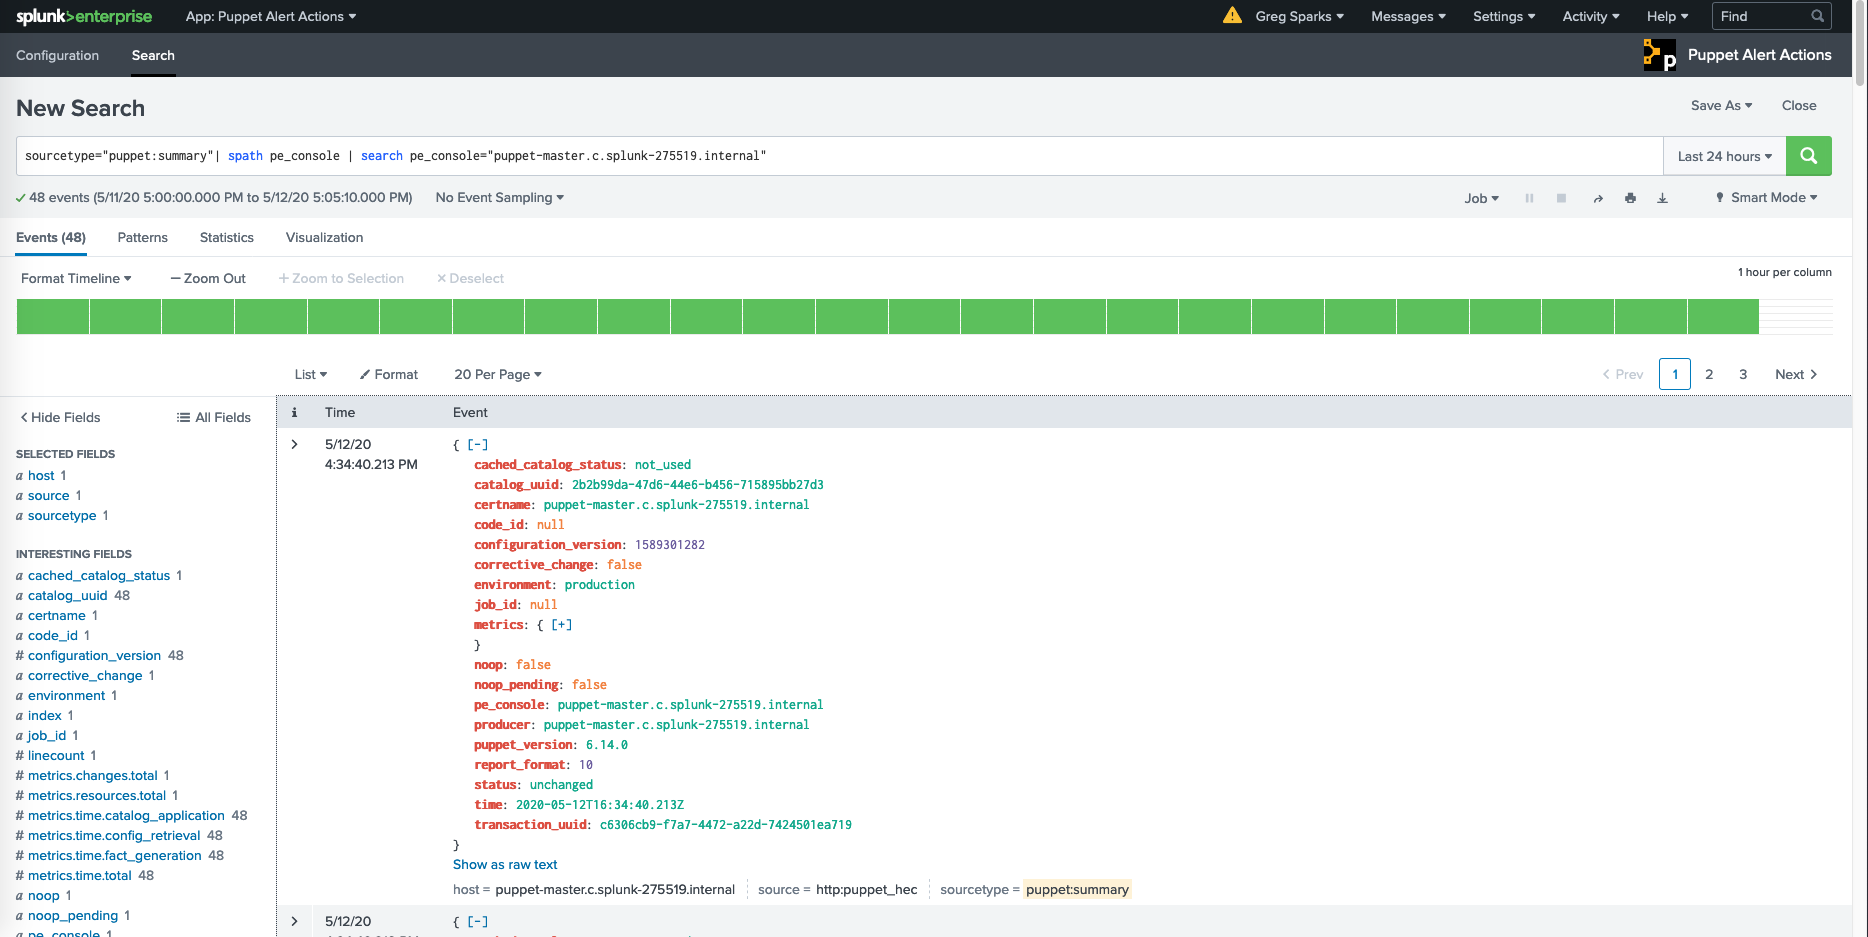 splunk>enterprise App: Puppet Alert Actions Greg Sparks Messages Settings Activity Help Find
Configuration Search Puppet Alert Actions
New Search Save As Close
sourcetype="puppet:summary"| spath pe_console | search pe_console="puppet-master.c.splunk-275519.internal" Last 24 hours
48 events (5/11/20 5:00:00.000 PM to 5/12/20 5:05:10.000 PM) No Event Sampling Job Smart Mode
Events (48) Patterns Statistics Visualization
Format Timeline — Zoom Out + Zoom to Selection × Deselect 1 hour per column
List Format 20 Per Page < Prev 1 2 3 Next >
< Hide Fields All Fields
i Time Event
SELECTED FIELDS
a host 1
a source 1
a sourcetype 1
INTERESTING FIELDS
a cached_catalog_status 1
a catalog_uuid 48
a certname 1
a code_id 1
# configuration_version 48
a corrective_change 1
a environment 1
a index 1
a job_id 1
# linecount 1
# metrics.changes.total 1
# metrics.resources.total 1
# metrics.time.catalog_application 48
# metrics.time.config_retrieval 48
# metrics.time.fact_generation 48
# metrics.time.total 48
a noop 1
a noop_pending 1
a pe_console 1
> 5/12/20 { [-]
4:34:40.213 PM
cached_catalog_status: not_used
catalog_uuid: 2b2b99da-47d6-44e6-b456-715895bb27d3
certname: puppet-master.c.splunk-275519.internal
code_id: null
configuration_version: 1589301282
corrective_change: false
environment: production
job_id: null
metrics: { [+]
}
noop: false
noop_pending: false
pe_console: puppet-master.c.splunk-275519.internal
producer: puppet-master.c.splunk-275519.internal
puppet_version: 6.14.0
report_format: 10
status: unchanged
time: 2020-05-12T16:34:40.213Z
transaction_uuid: c6306cb9-f7a7-4472-a22d-7424501ea719
}
Show as raw text
host = puppet-master.c.splunk-275519.internal source = http:puppet_hec sourcetype = puppet:summary
> 5/12/20 { [-]